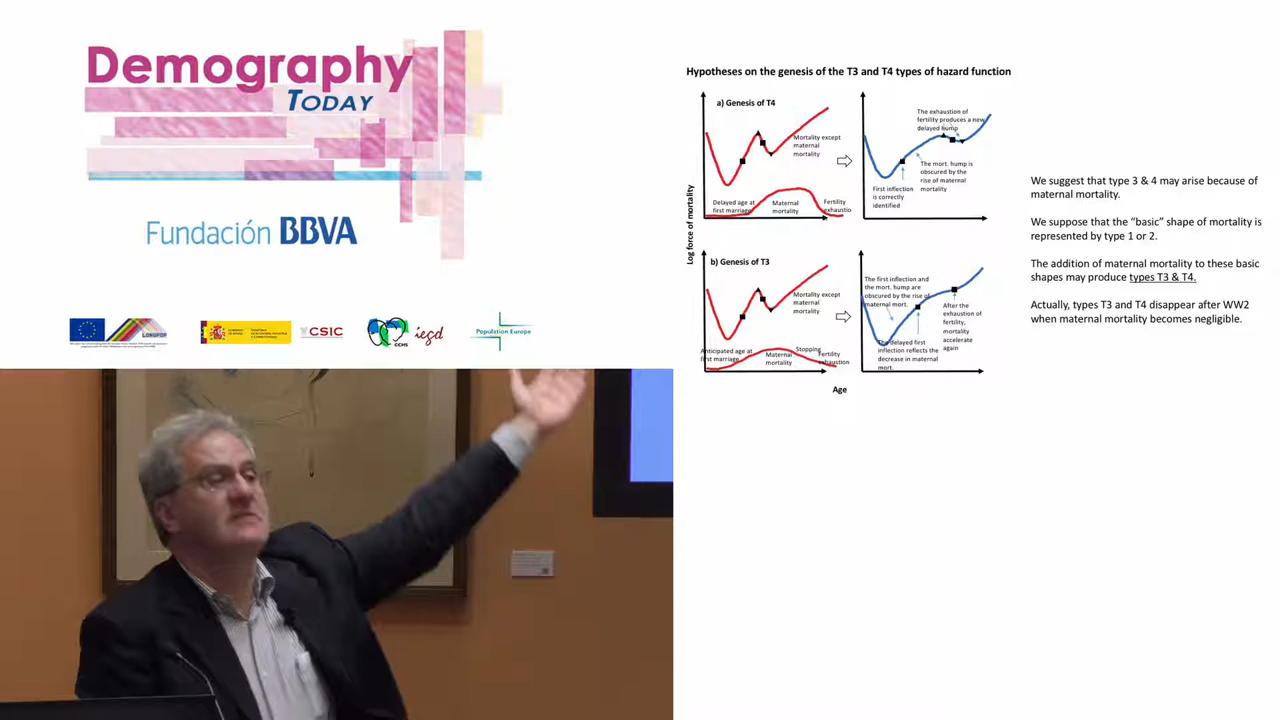 Demography
TODAY
Fundación BBVA
LONGPOP
CSIC
CCHS
iegd
Population Europe
Hypotheses on the genesis of the T3 and T4 types of hazard function
Log force of mortality
a) Genesis of T4
Mortality except
maternal
mortality
Delayed age at
first marriage
Maternal
mortality
Fertility
exhaustio
The exhaustion of
fertility produces a new
delayed hump
The mort. hump is
obscured by the
rise of maternal
mortality
First inflection
is correctly
identified
b) Genesis of T3
Mortality except
maternal
mortality
Anticipated age at
first marriage
Maternal
mortality
Stopping
Fertility
exhaustion
The first inflection and
the mort. hump are
obscured by the rise of
maternal mort.
The delayed first
inflection reflects the
decrease in maternal
mort.
After the
exhaustion of
fertility,
mortality
accelerate
again
Age
We suggest that type 3 & 4 may arise because of
maternal mortality.
We suppose that the “basic” shape of mortality is
represented by type 1 or 2.
The addition of maternal mortality to these basic
shapes may produce types T3 & T4.
Actually, types T3 and T4 disappear after WW2
when maternal mortality becomes negligible.